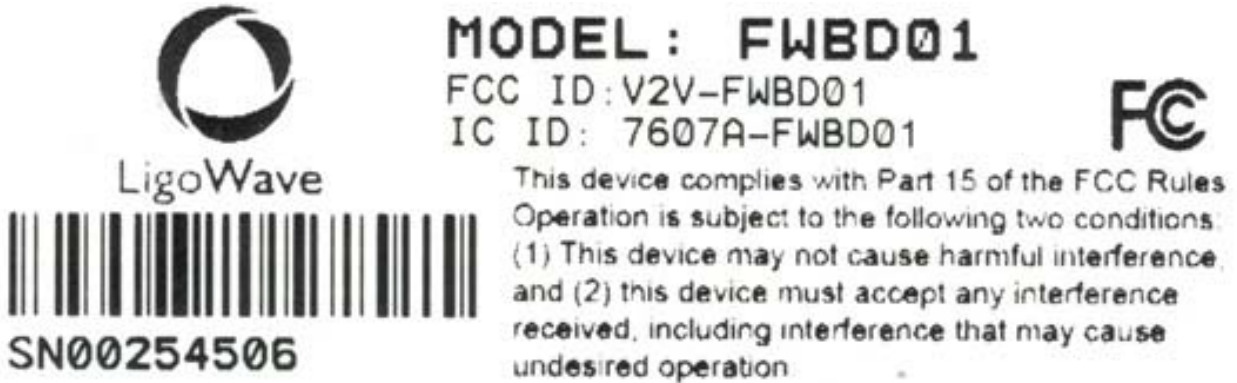 MODEL: FWBD01
FCC ID:V2V-FWBD01
IC ID: 7607A-FWBD01
FC
LigoWave
This device complies with Part 15 of the FCC Rules
Operation is subject to the following two conditions:
(1) This device may not cause harmful interference,
and (2) this device must accept any interference
received, including interference that may cause
undesired operation
SN00254506